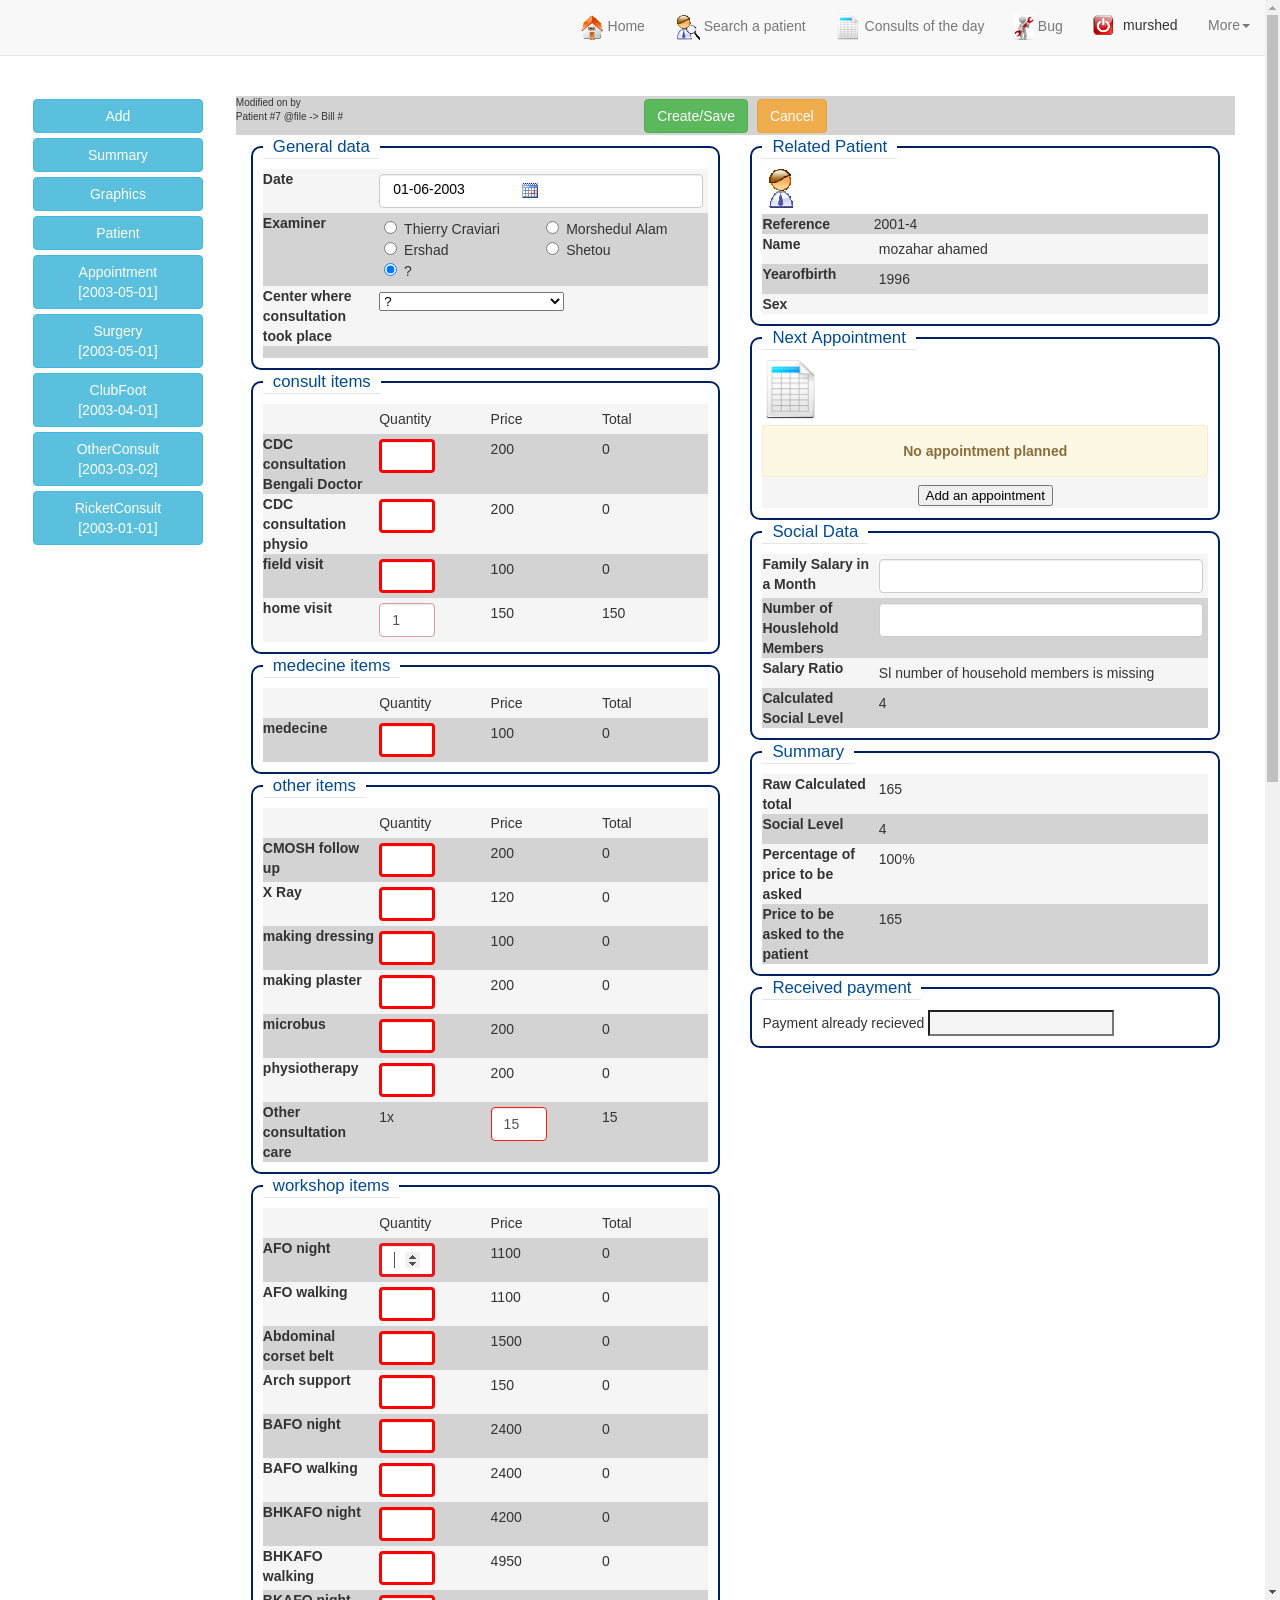 Home
Search a patient
Consults of the day
Bug
murshed
More
Add
Summary
Graphics
Patient
Appointment
[2003-05-01]
Surgery
[2003-05-01]
ClubFoot
[2003-04-01]
OtherConsult
[2003-03-02]
RicketConsult
[2003-01-01]
Modified on by
Patient #7 @file -> Bill #
Create/Save
Cancel
General data
Date
01-06-2003
Examiner
Thierry Craviari
Morshedul Alam
Ershad
Shetou
?
Center where
consultation
took place
?
consult items
Quantity Price Total
CDC
consultation
Bengali Doctor
200 0
CDC
consultation
physio
200 0
field visit 100 0
home visit 1 150 150
medecine items
Quantity Price Total
medecine 100 0
other items
Quantity Price Total
CMOSH follow
up
200 0
X Ray 120 0
making dressing 100 0
making plaster 200 0
microbus 200 0
physiotherapy 200 0
Other
consultation
care
1x 15 15
workshop items
Quantity Price Total
AFO night 1100 0
AFO walking 1100 0
Abdominal
corset belt
1500 0
Arch support 150 0
BAFO night 2400 0
BAFO walking 2400 0
BHKAFO night 4200 0
BHKAFO
walking
4950 0
BKAFO night
Related Patient
Reference 2001-4
Name mozahar ahamed
Yearofbirth 1996
Sex
Next Appointment
No appointment planned
Add an appointment
Social Data
Family Salary in
a Month
Number of
Houslehold
Members
Salary Ratio Sl number of household members is missing
Calculated
Social Level
4
Summary
Raw Calculated
total
165
Social Level 4
Percentage of
price to be
asked
100%
Price to be
asked to the
patient
165
Received payment
Payment already recieved